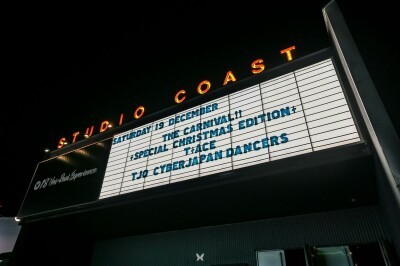 STUDIO COAST
SATURDAY 19 DECEMBER
THE CARNIVAL!!
SPECIAL CHRISTMAS EDITION
T:ACE
TJO CYBERJAPAN DANCERS